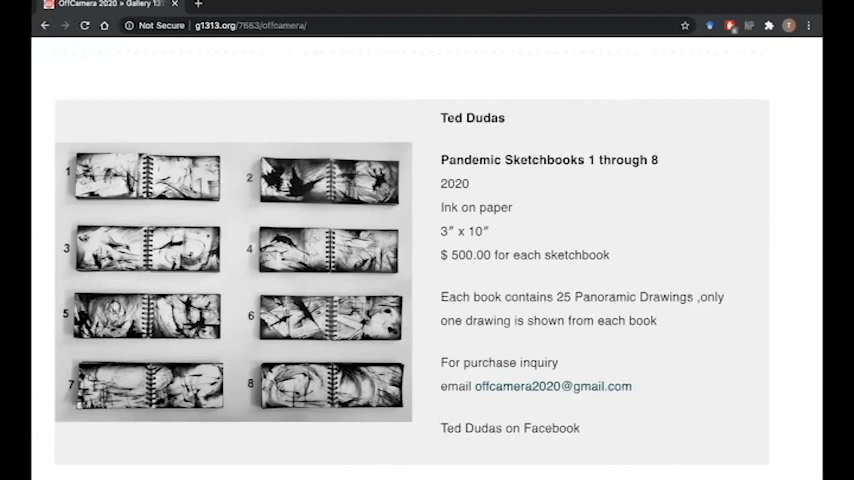 OffCamera 2020 » Gallery 131
Not Secure | g1313.org/7683/offcamera/
Ted Dudas
Pandemic Sketchbooks 1 through 8
2020
Ink on paper
3” x 10”
$ 500.00 for each sketchbook
Each book contains 25 Panoramic Drawings ,only
one drawing is shown from each book
For purchase inquiry
email offcamera2020@gmail.com
Ted Dudas on Facebook
1
2
3
4
5
6
7
8